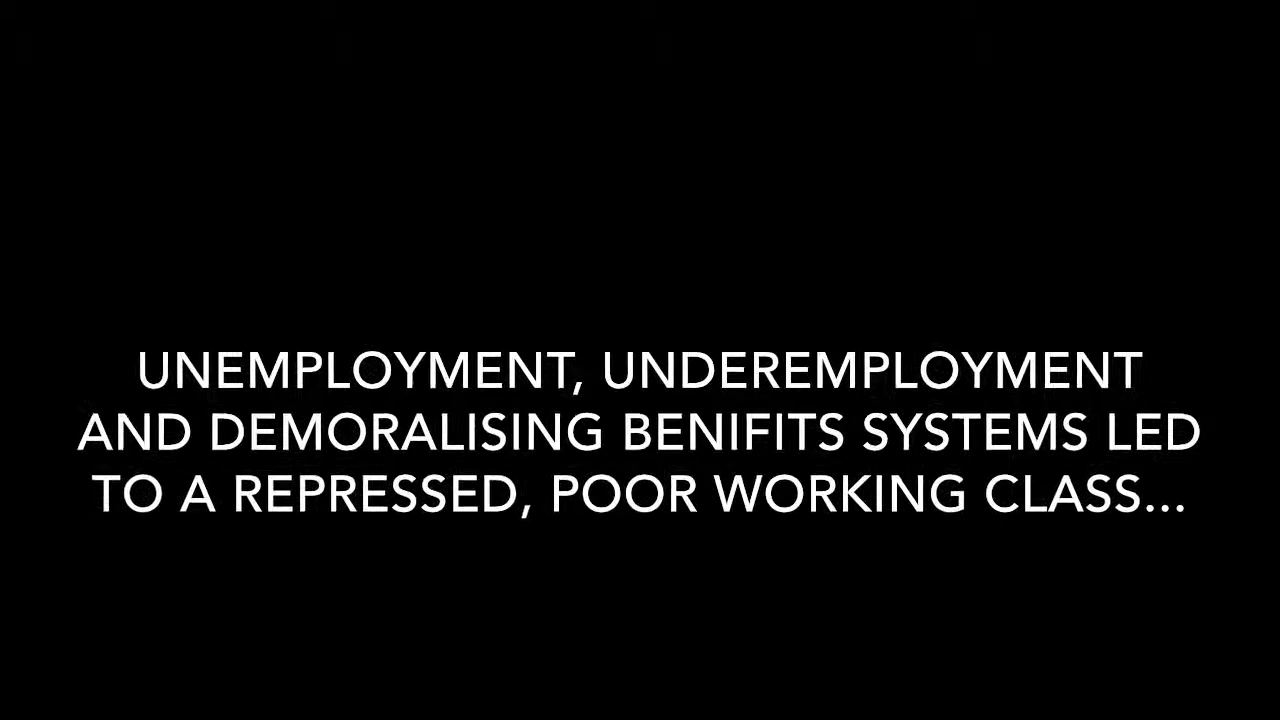 UNEMPLOYMENT, UNDEREMPLOYMENT
AND DEMORALISING BENIFITS SYSTEMS LED
TO A REPRESSED, POOR WORKING CLASS...